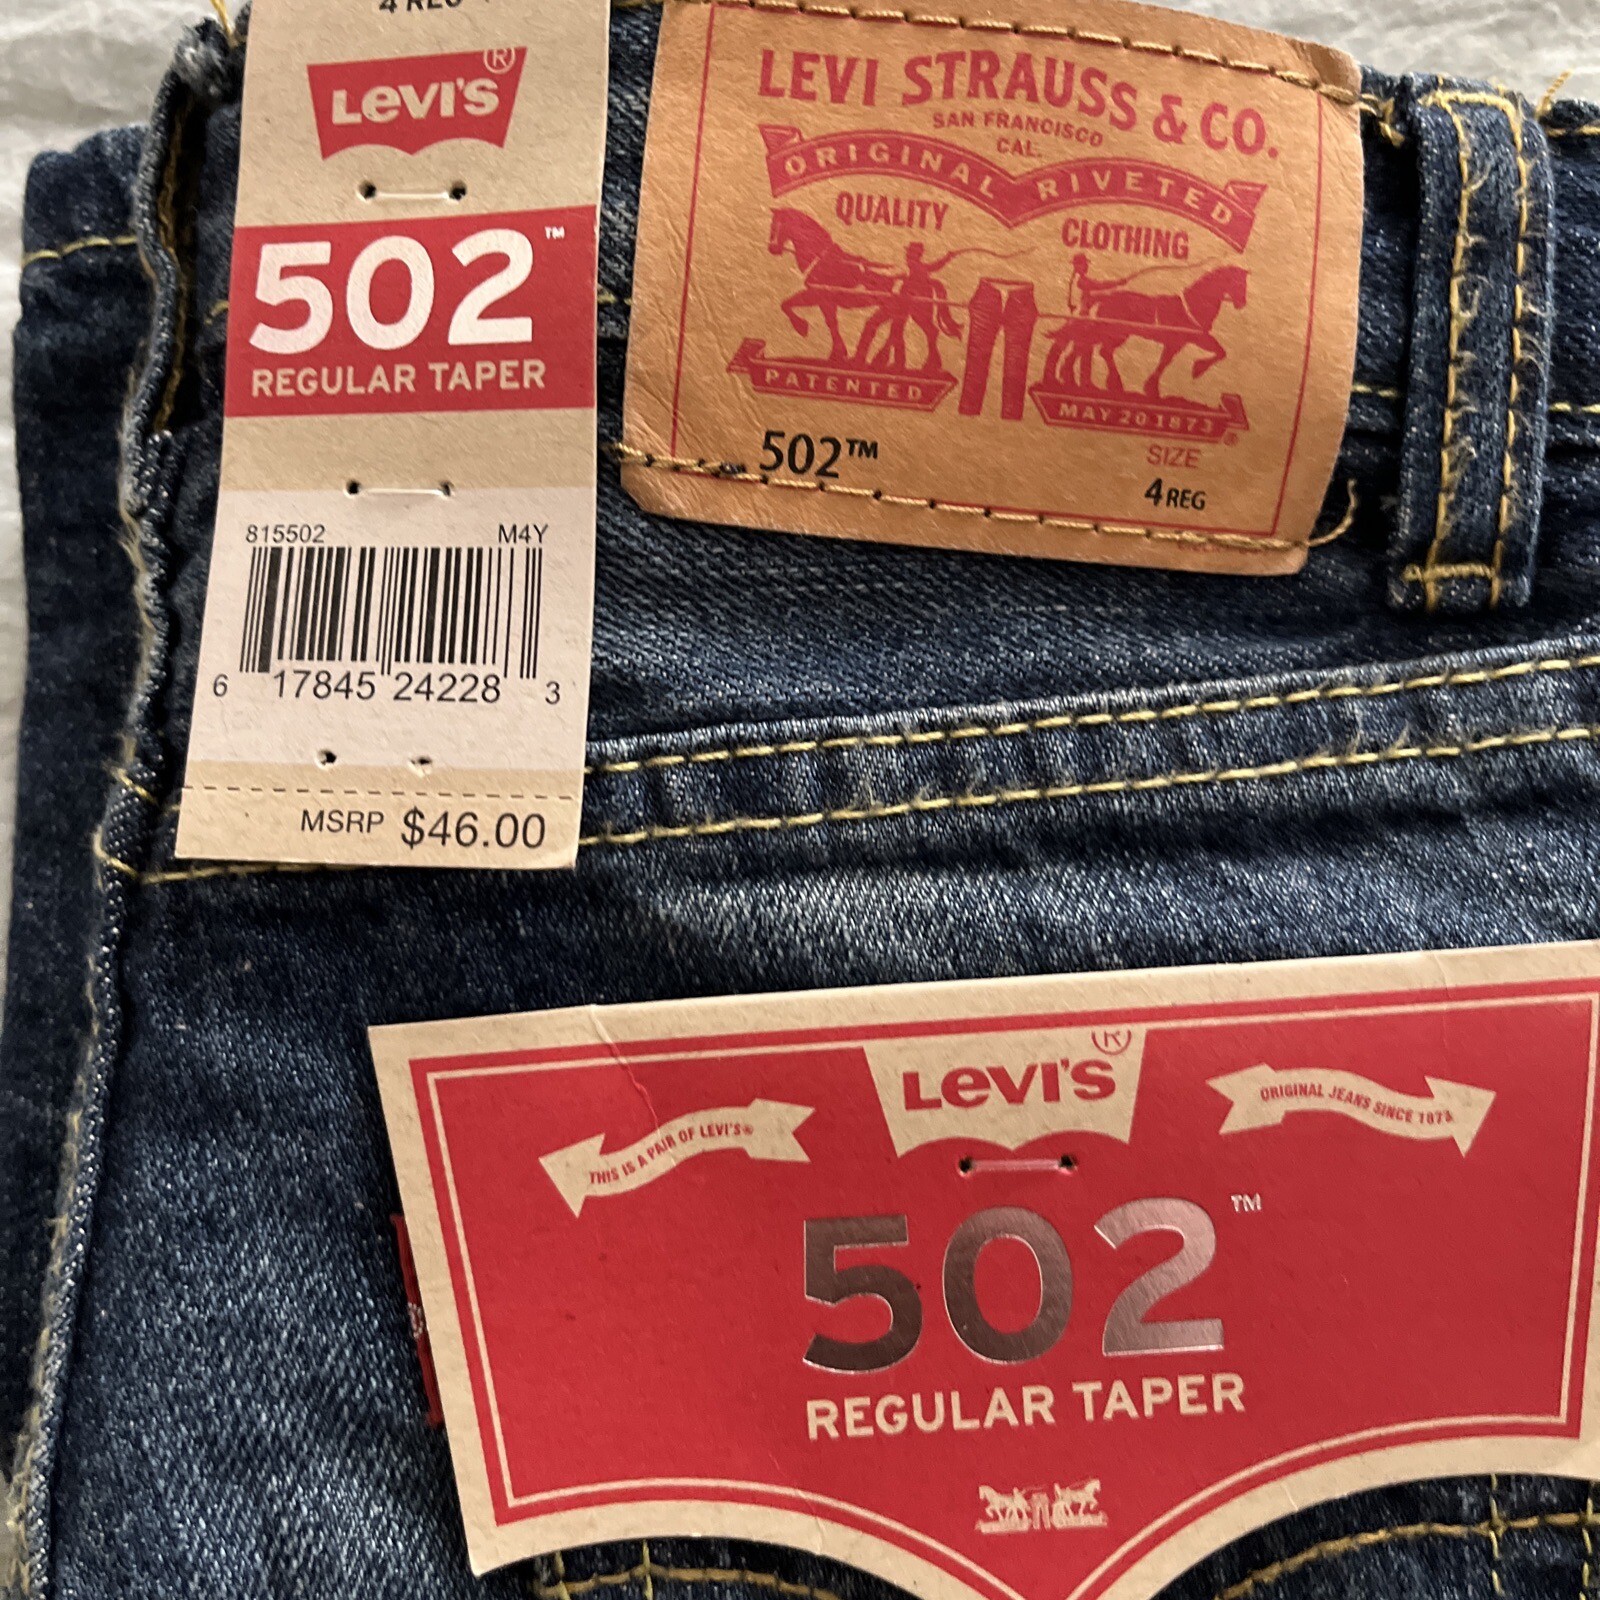 4 REG
LEVI'S®
502™
REGULAR TAPER
815502 M4Y
6 17845 24228 3
MSRP $46.00
LEVI STRAUSS & CO.
SAN FRANCISCO
CAL.
ORIGINAL RIVETED
QUALITY CLOTHING
PATENTED MAY 20 1873 ®
502™
SIZE
4 REG
LEVI'S®
THIS IS A PAIR OF LEVI'S®
ORIGINAL JEANS SINCE 1873
502™
REGULAR TAPER